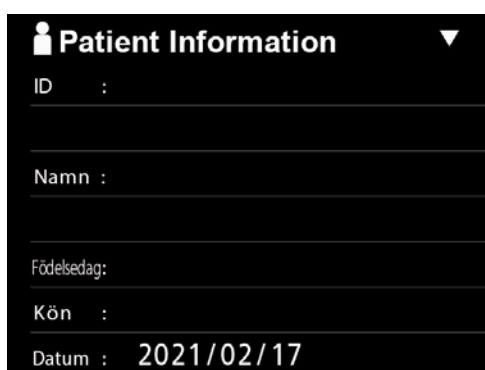 Patient Information
ID :
Namn :
Födelsedag:
Kön :
Datum : 2021/02/17